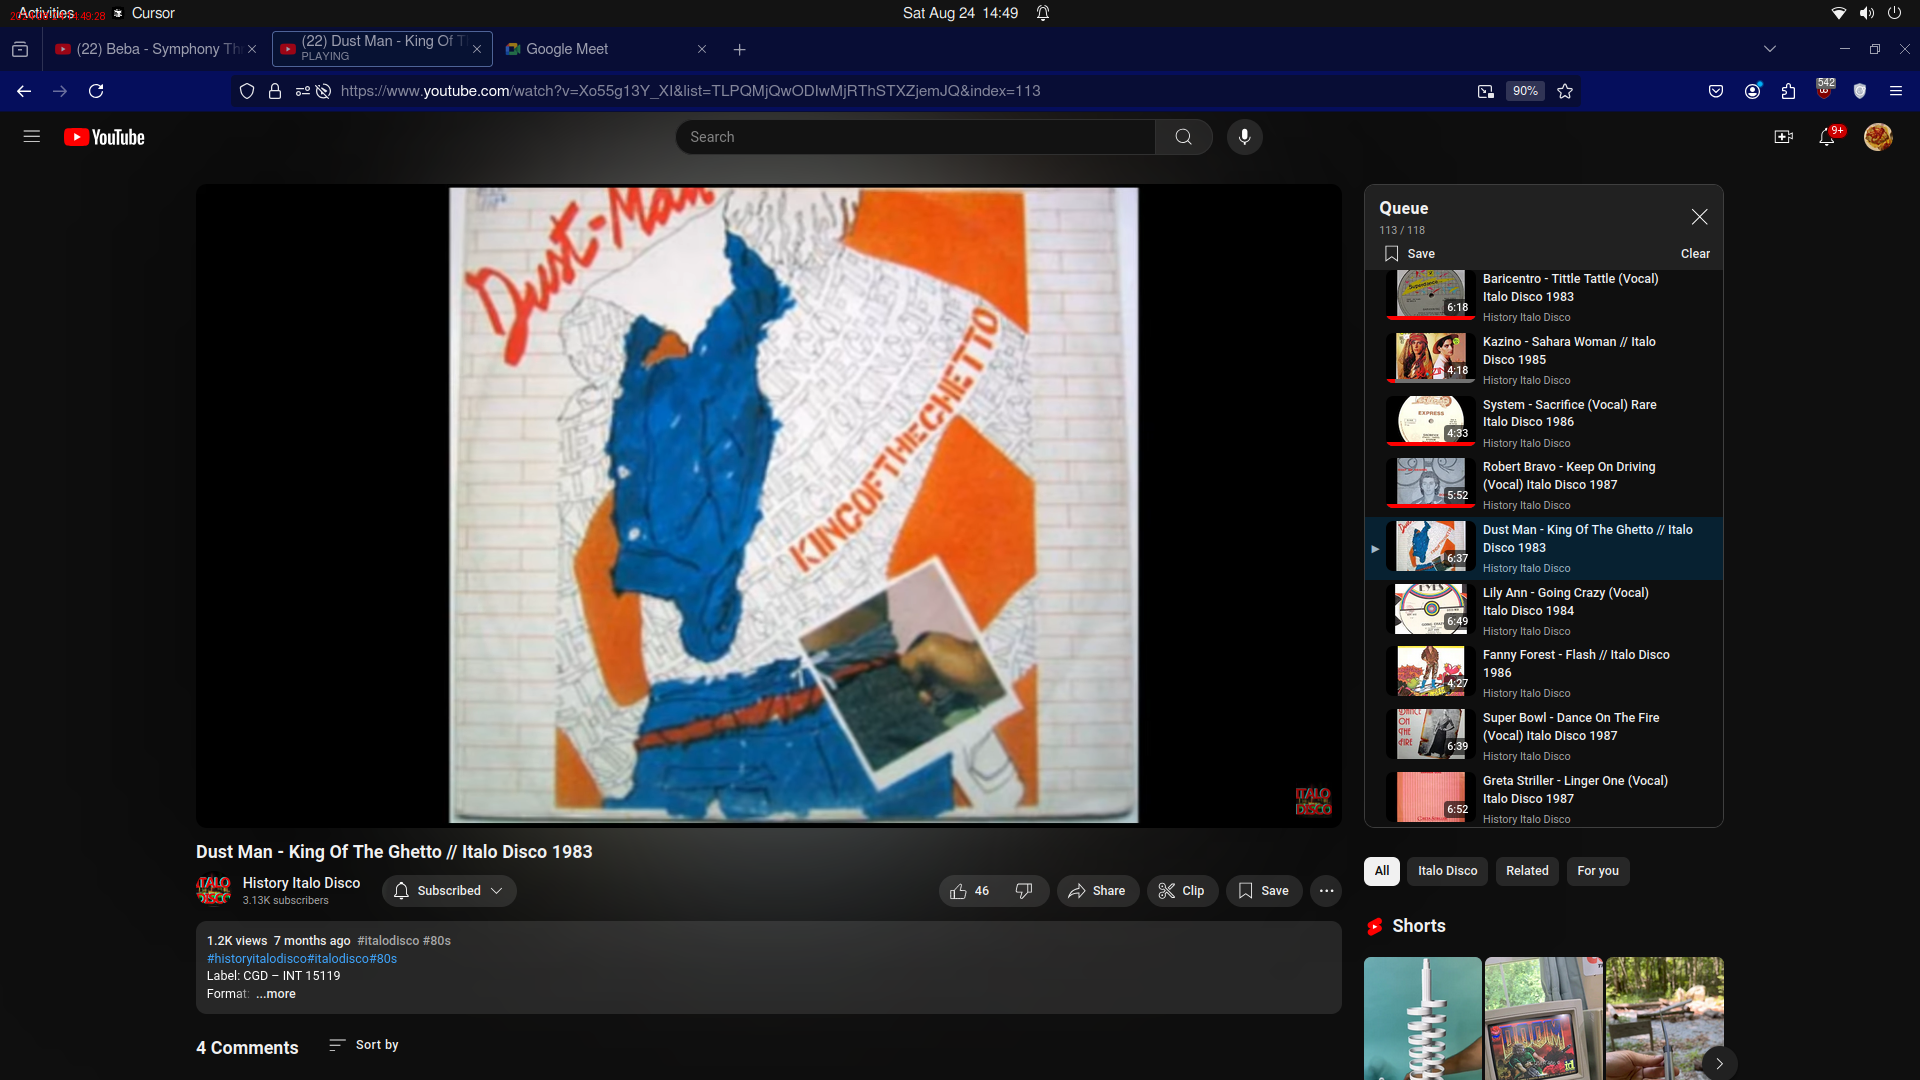 Activities
Cursor
Sat Aug 24 14:49
(22) Beba - Symphony Th
(22) Dust Man - King Of T
PLAYING
Google Meet
https://www.youtube.com/watch?v=Xo55g13Y_XI&list=TLPQMjQwODIwMjRThSTXZjemJQ&index=113
90%
542
YouTube
Search
9+
Dust-Man
KINGOFTHEGHETTO
ITALO
DISCO
Queue
113 / 118
Save
Clear
Baricentro - Tittle Tattle (Vocal)
Italo Disco 1983
History Italo Disco
6:18
Kazino - Sahara Woman // Italo
Disco 1985
History Italo Disco
4:18
System - Sacrifice (Vocal) Rare
Italo Disco 1986
History Italo Disco
EXPRESS
4:33
Robert Bravo - Keep On Driving
(Vocal) Italo Disco 1987
History Italo Disco
5:52
Dust Man - King Of The Ghetto // Italo
Disco 1983
History Italo Disco
6:37
Lily Ann - Going Crazy (Vocal)
Italo Disco 1984
History Italo Disco
6:49
Fanny Forest - Flash // Italo Disco
1986
History Italo Disco
4:27
Super Bowl - Dance On The Fire
(Vocal) Italo Disco 1987
History Italo Disco
DANCE
ON
THE
FIRE
6:39
Greta Striller - Linger One (Vocal)
Italo Disco 1987
History Italo Disco
6:52
Dust Man - King Of The Ghetto // Italo Disco 1983
ITALO
DISCO
History Italo Disco
3.13K subscribers
Subscribed
46
Share
Clip
Save
1.2K views 7 months ago #italodisco #80s
#historyitalodisco#italodisco#80s
Label: CGD – INT 15119
Format: ...more
4 Comments
Sort by
All
Italo Disco
Related
For you
Shorts
DOOM
id